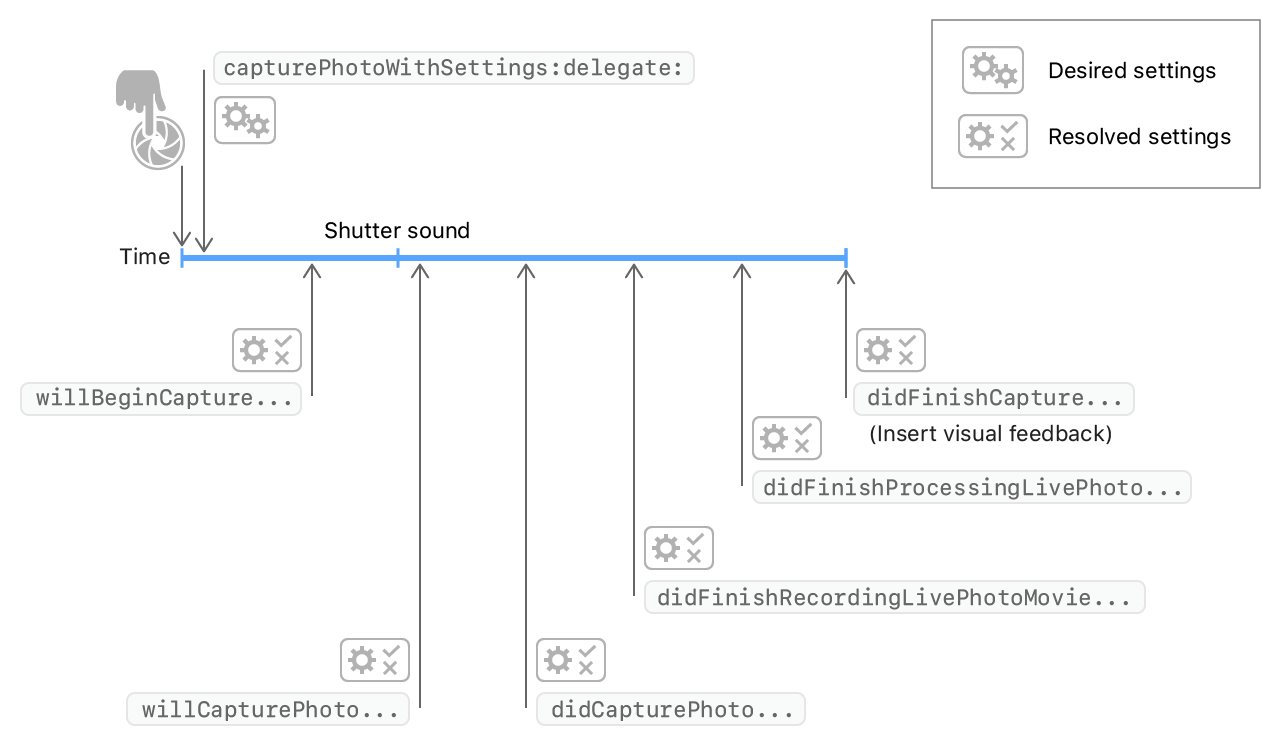 capturePhotoWithSettings:delegate:
Desired settings
Resolved settings
Shutter sound
Time
willBeginCapture...
didFinishCapture...
(Insert visual feedback)
didFinishProcessingLivePhoto...
didFinishRecordingLivePhotoMovie...
willCapturePhoto...
didCapturePhoto...